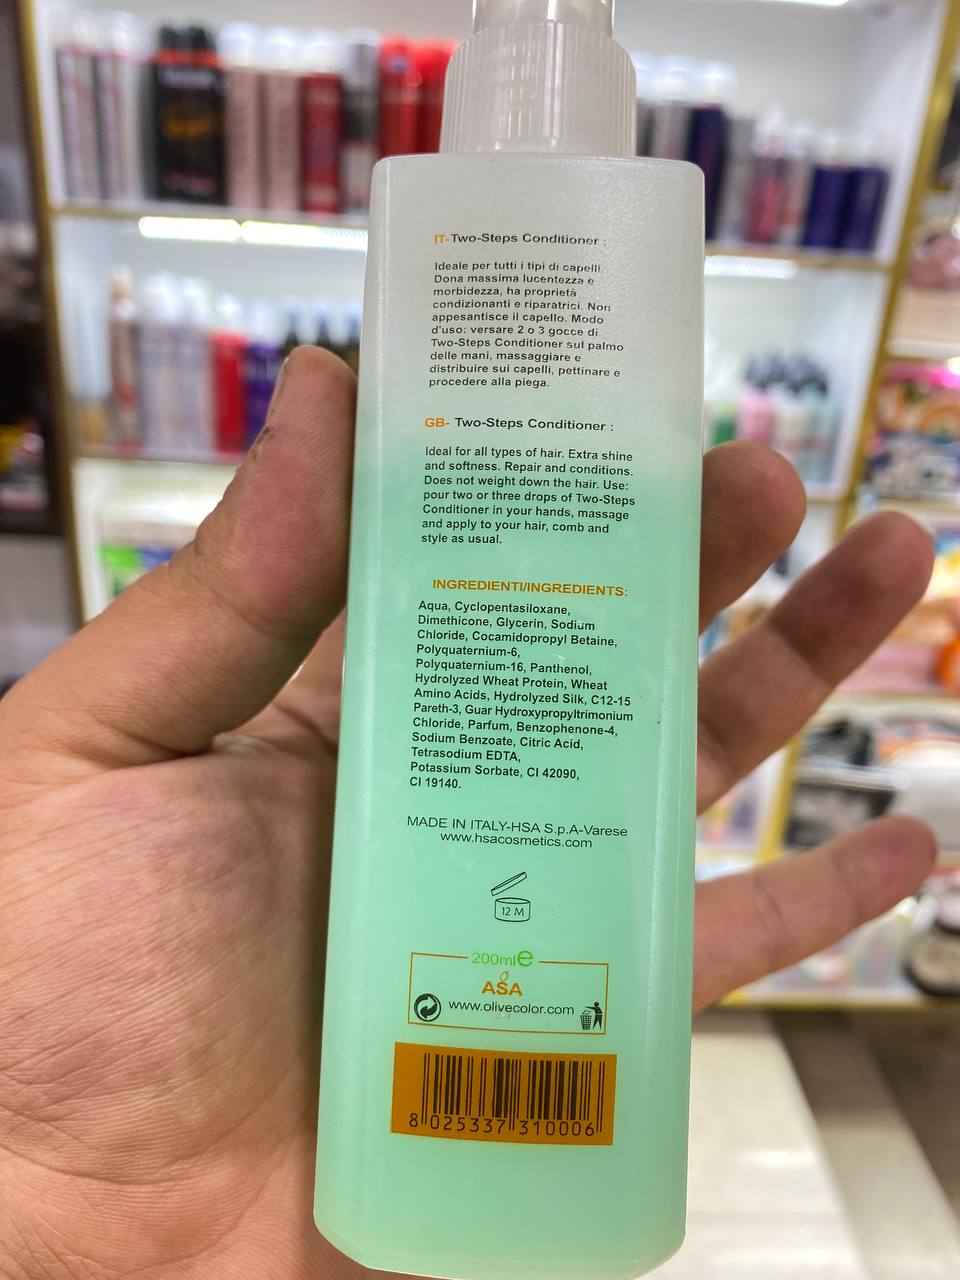 IT-Two-Steps Conditioner :
Ideale per tutti i tipi di capelli.
Dona massima lucentezza e
morbidezza, ha proprietà
condizionanti e riparatrici. Non
appesantisce il capello. Modo
d'uso: versare 2 o 3 gocce di
Two-Steps Conditioner sul palmo
delle mani, massaggiare e
distribuire sui capelli, pettinare e
procedere alla piega.
GB- Two-Steps Conditioner :
Ideal for all types of hair. Extra shine
and softness. Repair and conditions.
Does not weight down the hair. Use:
pour two or three drops of Two-Steps
Conditioner in your hands, massage
and apply to your hair, comb and
style as usual.
INGREDIENTI/INGREDIENTS:
Aqua, Cyclopentasiloxane,
Dimethicone, Glycerin, Sodium
Chloride, Cocamidopropyl Betaine,
Polyquaternium-6,
Polyquaternium-16, Panthenol,
Hydrolyzed Wheat Protein, Wheat
Amino Acids, Hydrolyzed Silk, C12-15
Pareth-3, Guar Hydroxypropyltrimonium
Chloride, Parfum, Benzophenone-4,
Sodium Benzoate, Citric Acid,
Tetrasodium EDTA,
Potassium Sorbate, CI 42090,
CI 19140.
MADE IN ITALY-HSA S.p.A-Varese
www.hsacosmetics.com
12 M
200ml e
ASA
www.olivecolor.com
8 025337 310006